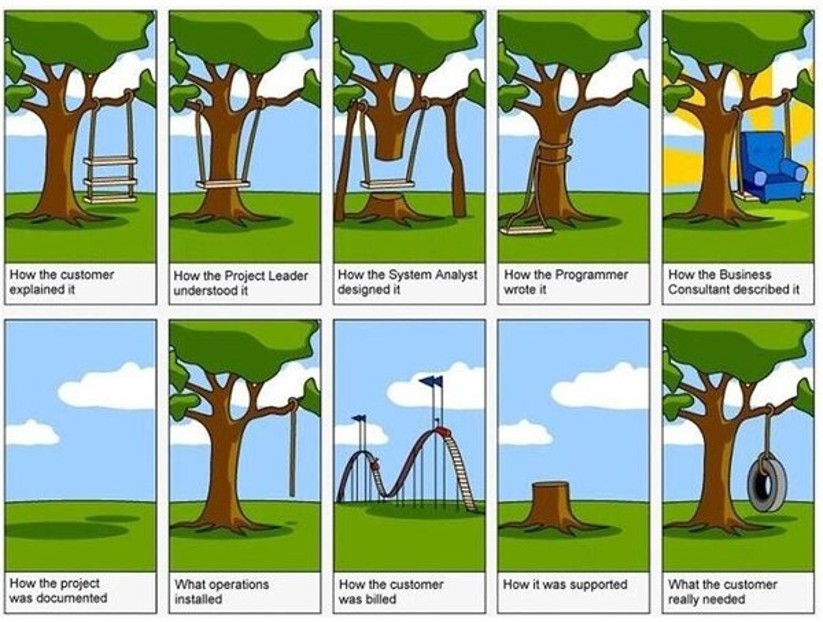 How the customer
explained it
How the Project Leader
understood it
How the System Analyst
designed it
How the Programmer
wrote it
How the Business
Consultant described it
How the project
was documented
What operations
installed
How the customer
was billed
How it was supported
What the customer
really needed